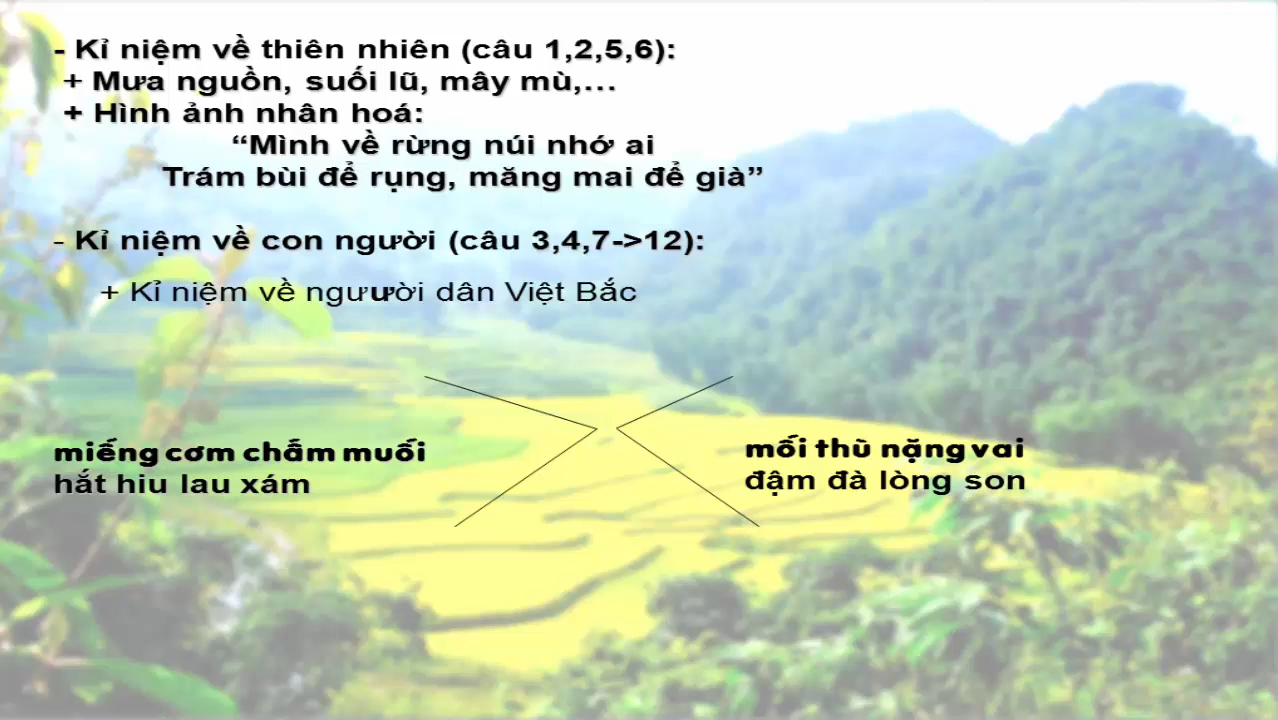 - Kỉ niệm về thiên nhiên (câu 1,2,5,6):
+ Mưa nguồn, suối lũ, mây mù,...
+ Hình ảnh nhân hoá:
“Mình về rừng núi nhớ ai
Trám bùi để rụng, măng mai để già”
- Kỉ niệm về con người (câu 3,4,7->12):
+ Kỉ niệm về ngưười dân Việt Bắc
miếng cơm chấm muối
hắt hiu lau xám
mối thù nặng vai
đậm đà lòng son